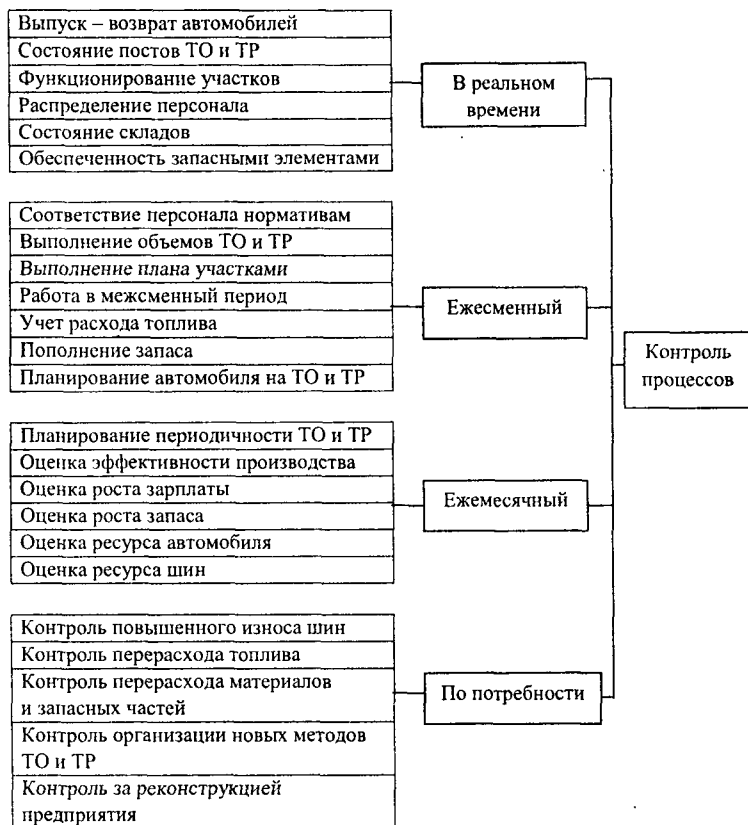 Выпуск – возврат автомобилей
Состояние постов ТО и ТР
Функционирование участков
Распределение персонала
Состояние складов
Обеспеченность запасными элементами
В реальном
времени
Соответствие персонала нормативам
Выполнение объемов ТО и ТР
Выполнение плана участками
Работа в межсменный период
Учет расхода топлива
Пополнение запаса
Планирование автомобиля на ТО и ТР
Ежесменный
Контроль
процессов
Планирование периодичности ТО и ТР
Оценка эффективности производства
Оценка роста зарплаты
Оценка роста запаса
Оценка ресурса автомобиля
Оценка ресурса шин
Ежемесячный
Контроль повышенного износа шин
Контроль перерасхода топлива
Контроль перерасхода материалов
и запасных частей
Контроль организации новых методов
ТО и ТР
Контроль за реконструкцией
предприятия
По потребности